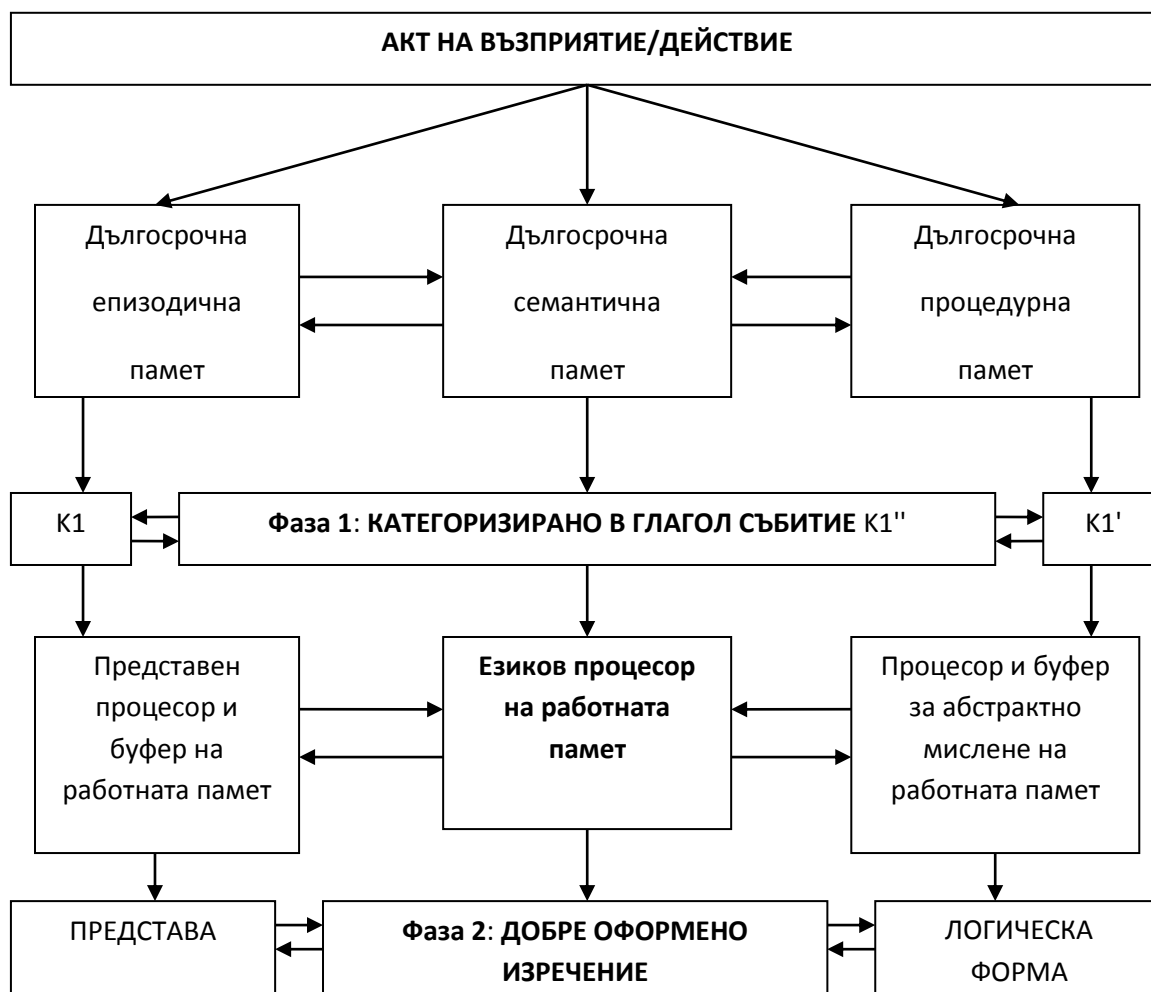 АКТ НА ВЪЗПРИЯТИЕ/ДЕЙСТВИЕ
Дългосрочна
епизодична
памет
Дългосрочна
семантична
памет
Дългосрочна
процедурна
памет
К1
Фаза 1: КАТЕГОРИЗИРАНО В ГЛАГОЛ СЪБИТИЕ К1''
К1'
Представен
процесор и
буфер на
работната памет
Езиков процесор
на работната
памет
Процесор и буфер
за абстрактно
мислене на
работната памет
ПРЕДСТАВА
Фаза 2: ДОБРЕ ОФОРМЕНО
ИЗРЕЧЕНИЕ
ЛОГИЧЕСКА
ФОРМА